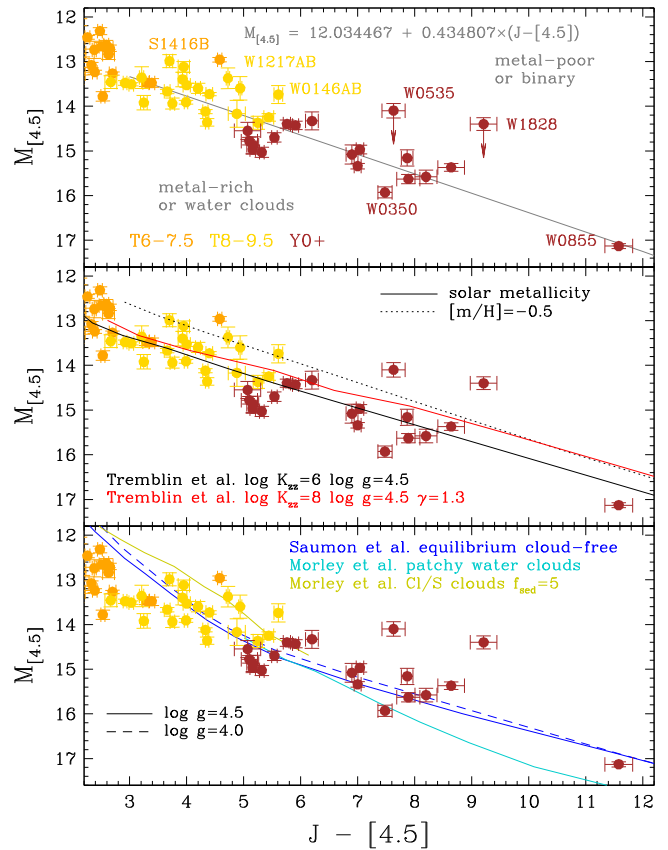 M[4.5] = 12.034467 + 0.434807×(J−[4.5])
S1416B
W1217AB
metal-poor
or binary
W0146AB
W0535
W1828
metal-rich
or water clouds
W0350
T6−7.5 T8−9.5 Y0+
W0855
12
13
14
15
16
17
M[4.5]
solar metallicity
[m/H]=−0.5
Tremblin et al. log Kzz=6 log g=4.5
Tremblin et al. log Kzz=8 log g=4.5 γ=1.3
12
13
14
15
16
17
M[4.5]
Saumon et al. equilibrium cloud-free
Morley et al. patchy water clouds
Morley et al. Cl/S clouds fsed=5
log g=4.5
log g=4.0
12
13
14
15
16
17
M[4.5]
3 4 5 6 7 8 9 10 11 12
J − [4.5]